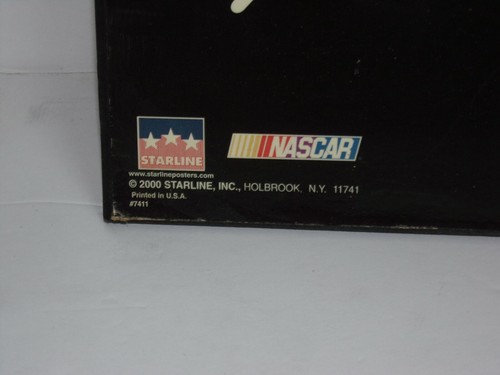 STARLINE
NASCAR
www.starlineposters.com
© 2000 STARLINE, INC., HOLBROOK, N.Y. 11741
Printed in U.S.A.
#7411